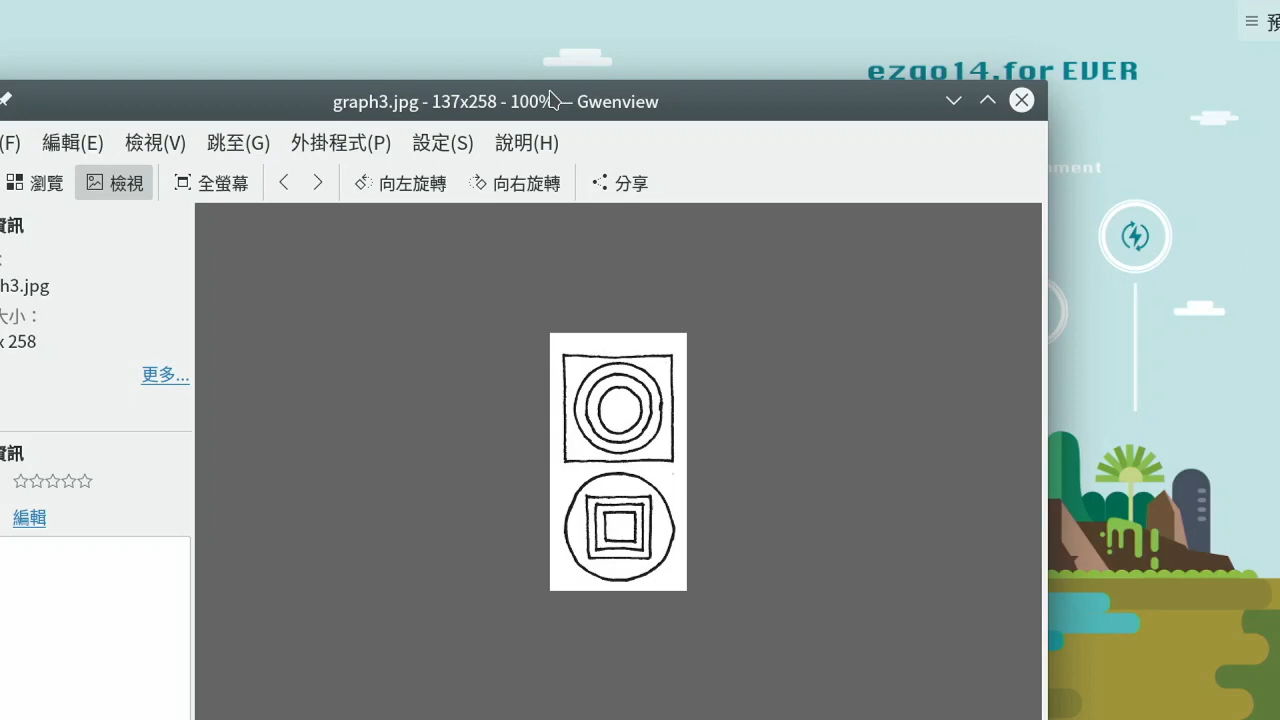 預
ezgo14.for EVER
graph3.jpg - 137x258 - 100% — Gwenview
(F) 編輯(E) 檢視(V) 跳至(G) 外掛程式(P) 設定(S) 說明(H)
瀏覽 檢視 全螢幕 向左旋轉 向右旋轉 分享
資訊
:
h3.jpg
大小：
x 258
更多...
資訊
編輯